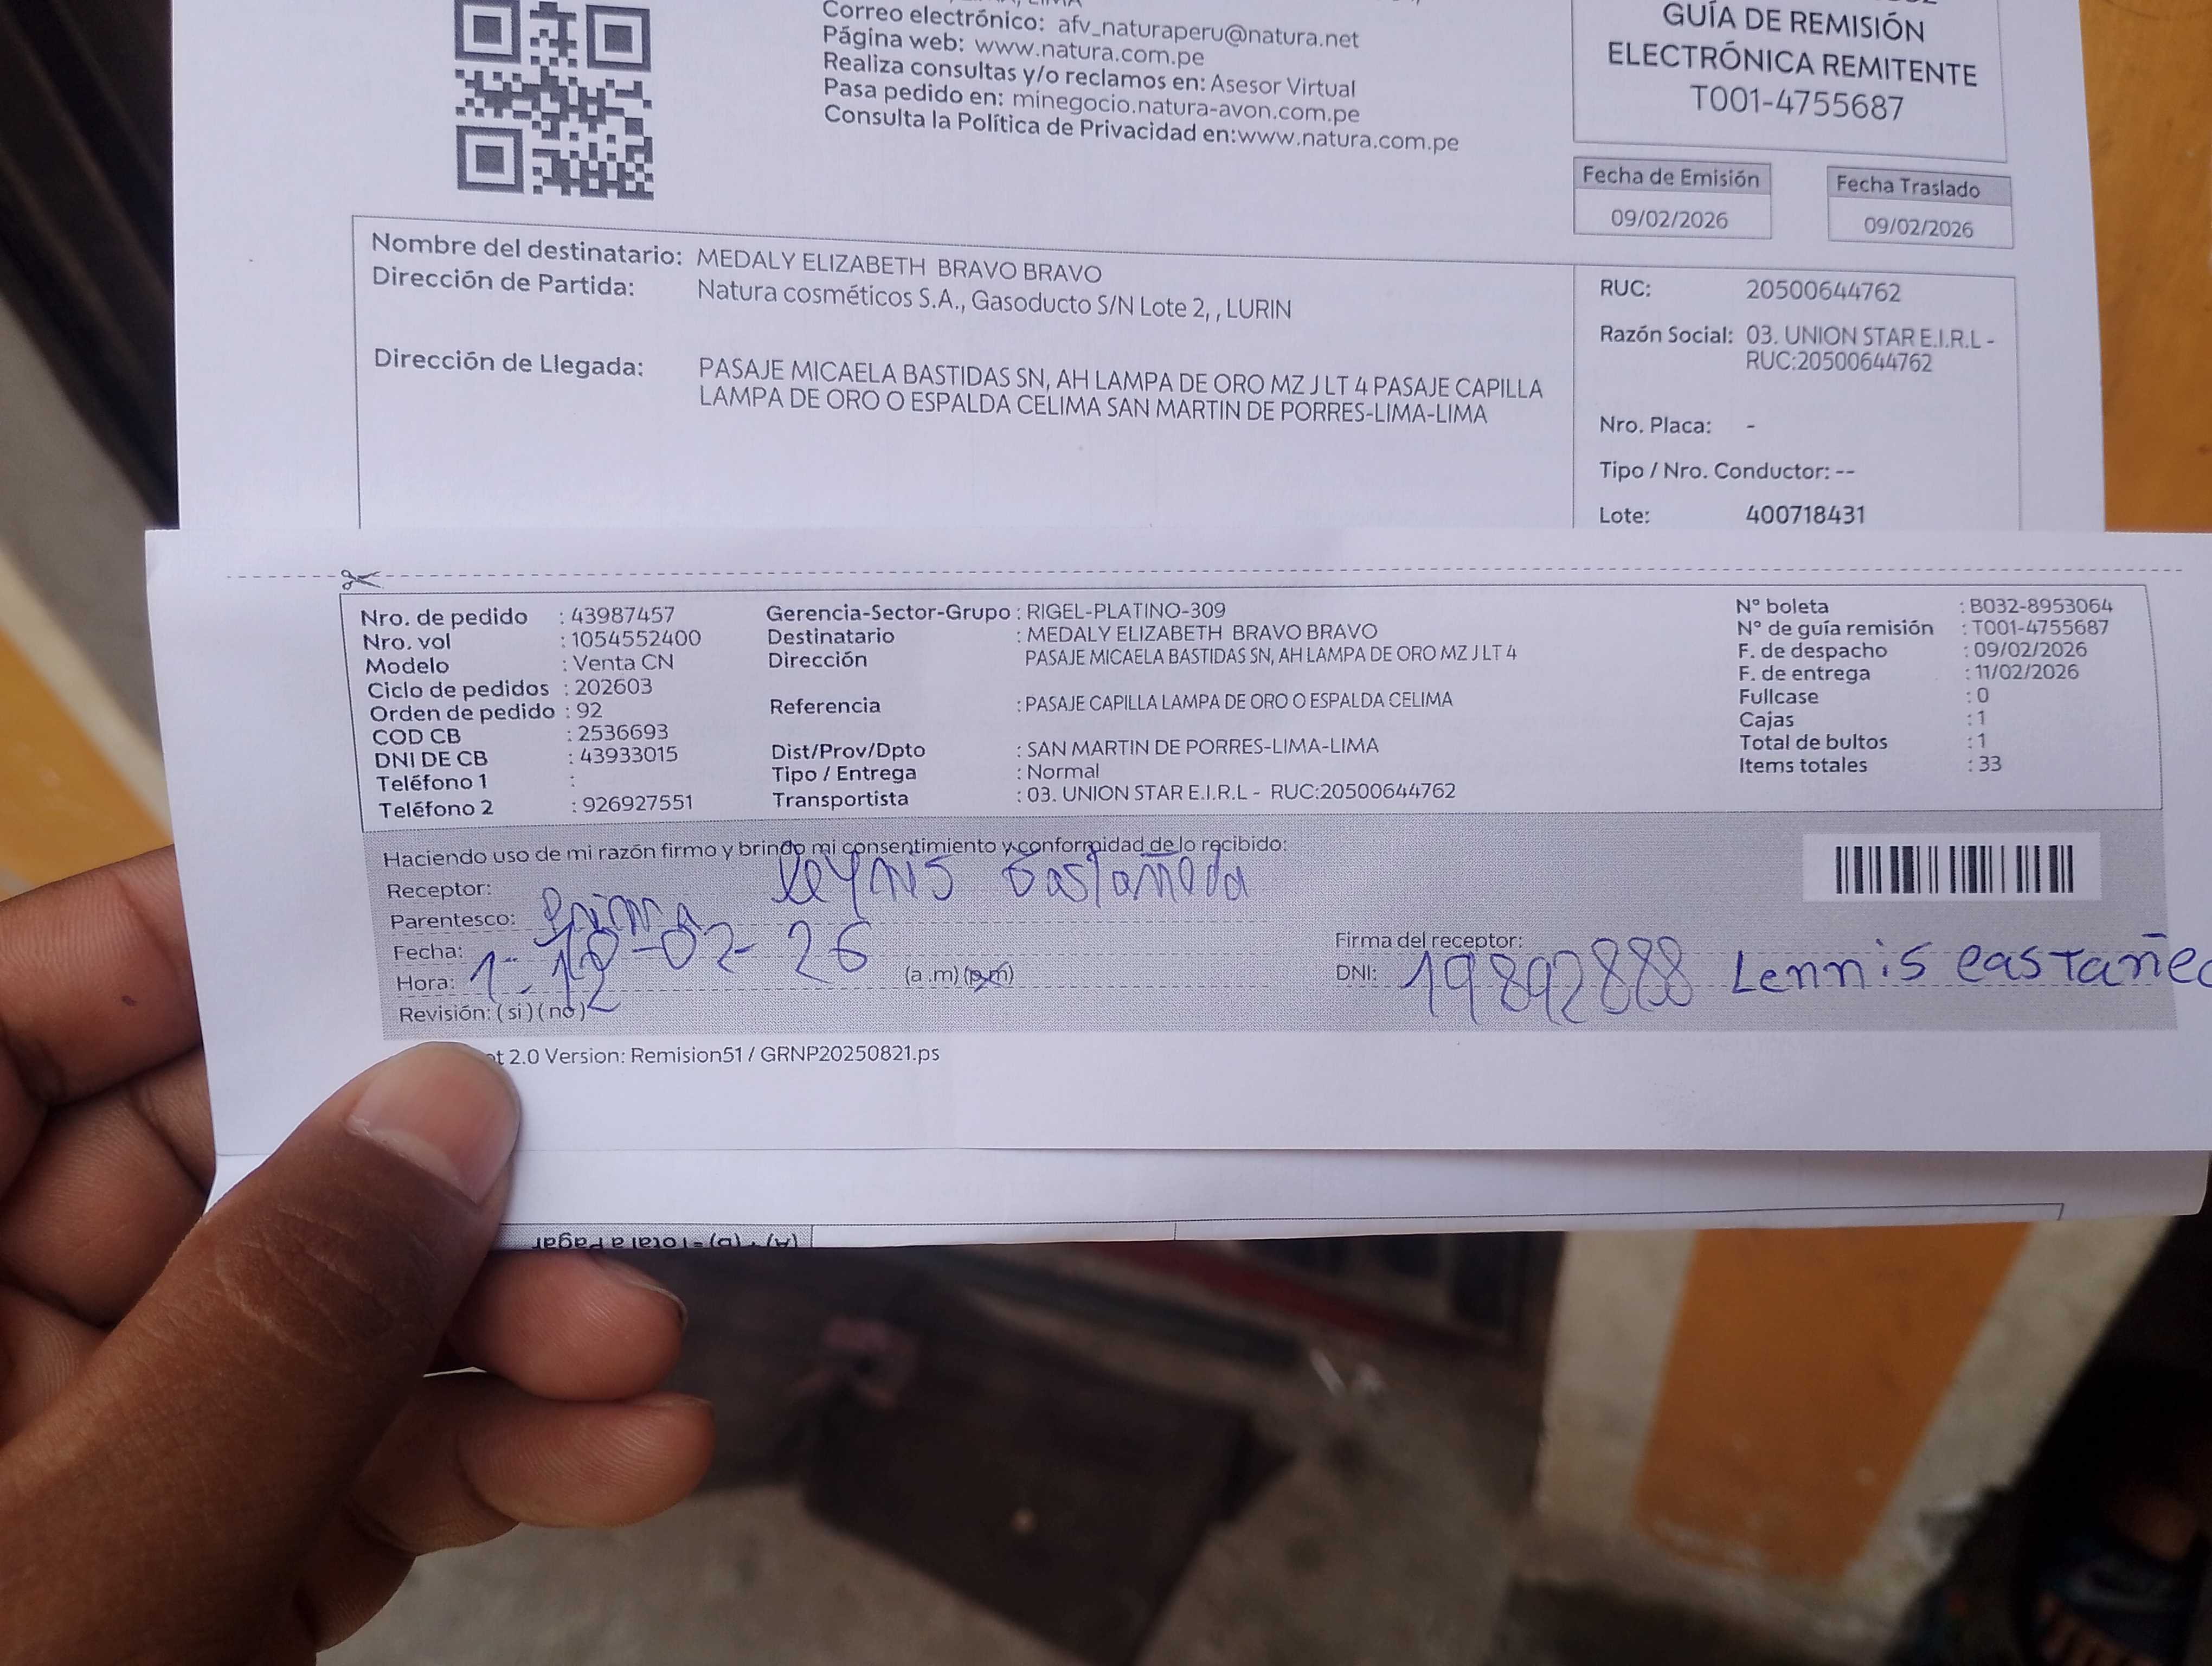 Correo electrónico: afv_naturaperu@natura.net
Página web: www.natura.com.pe
Realiza consultas y/o reclamos en: Asesor Virtual
Pasa pedido en: minegocio.natura-avon.com.pe
Consulta la Política de Privacidad en:www.natura.com.pe
GUÍA DE REMISIÓN
ELECTRÓNICA REMITENTE
T001-4755687
Fecha de Emisión
09/02/2026
Fecha Traslado
09/02/2026
Nombre del destinatario: MEDALY ELIZABETH BRAVO BRAVO
Dirección de Partida: Natura cosméticos S.A., Gasoducto S/N Lote 2, , LURIN
Dirección de Llegada: PASAJE MICAELA BASTIDAS SN, AH LAMPA DE ORO MZ J LT 4 PASAJE CAPILLA
LAMPA DE ORO O ESPALDA CELIMA SAN MARTIN DE PORRES-LIMA-LIMA
RUC: 20500644762
Razón Social: 03. UNION STAR E.I.R.L -
RUC:20500644762
Nro. Placa: -
Tipo / Nro. Conductor: --
Lote: 400718431
Nro. de pedido : 43987457
Nro. vol : 1054552400
Modelo : Venta CN
Ciclo de pedidos : 202603
Orden de pedido : 92
COD CB : 2536693
DNI DE CB : 43933015
Teléfono 1 :
Teléfono 2 : 926927551
Gerencia-Sector-Grupo : RIGEL-PLATINO-309
Destinatario : MEDALY ELIZABETH BRAVO BRAVO
Dirección PASAJE MICAELA BASTIDAS SN, AH LAMPA DE ORO MZ J LT 4
Referencia : PASAJE CAPILLA LAMPA DE ORO O ESPALDA CELIMA
Dist/Prov/Dpto : SAN MARTIN DE PORRES-LIMA-LIMA
Tipo / Entrega : Normal
Transportista : 03. UNION STAR E.I.R.L - RUC:20500644762
N° boleta : B032-8953064
N° de guía remisión : T001-4755687
F. de despacho : 09/02/2026
F. de entrega : 11/02/2026
Fullcase : 0
Cajas : 1
Total de bultos : 1
Items totales : 33
Haciendo uso de mi razón firmo y brindo mi consentimiento y conformidad de lo recibido:
Receptor: leynis Castañeda
Parentesco: Prima
Fecha: 10-02-26
Hora: 1:12 (a.m) (p.m)
Revisión: ( si ) ( no )
Firma del receptor:
DNI: 19892888 Lennis castañe
2.0 Version: Remision51 / GRNP20250821.ps
(A) + (B) = Total a Pagar